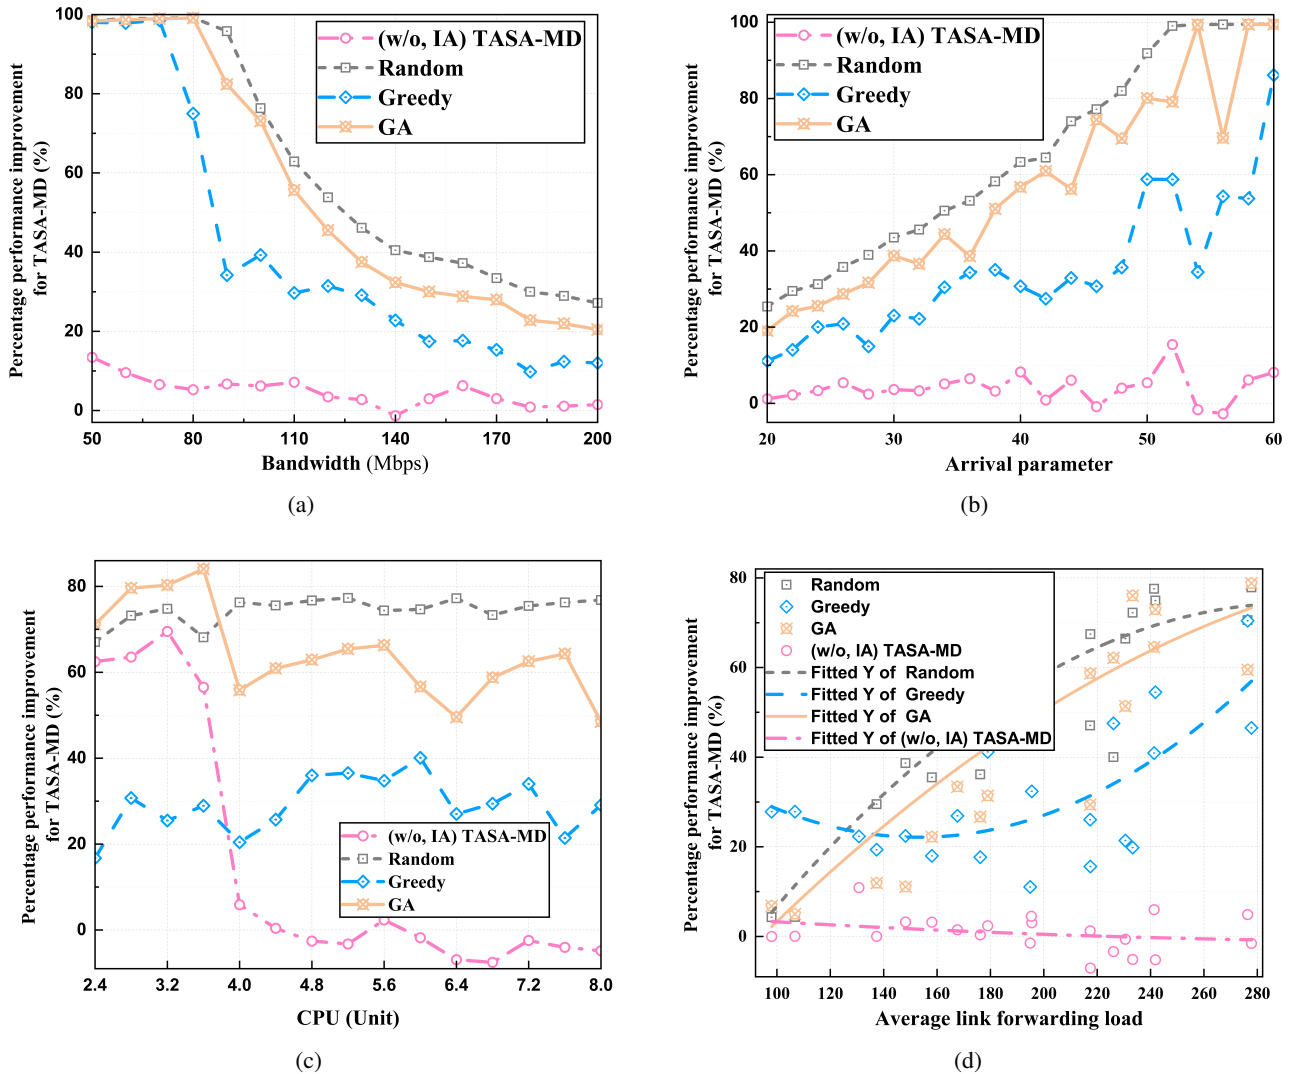 Percentage performance improvement
for TASA-MD (%)
100
80
60
40
20
0
50
80
110
140
170
200
Bandwidth (Mbps)
(w/o, IA) TASA-MD
Random
Greedy
GA
(a)
Percentage performance improvement
for TASA-MD (%)
100
80
60
40
20
0
20
30
40
50
60
Arrival parameter
(w/o, IA) TASA-MD
Random
Greedy
GA
(b)
Percentage performance improvement
for TASA-MD (%)
80
60
40
20
0
2.4
3.2
4.0
4.8
5.6
6.4
7.2
8.0
CPU (Unit)
(w/o, IA) TASA-MD
Random
Greedy
GA
(c)
Percentage performance improvement
for TASA-MD (%)
80
60
40
20
0
100
120
140
160
180
200
220
240
260
280
Average link forwarding load
Random
Greedy
GA
(w/o, IA) TASA-MD
Fitted Y of Random
Fitted Y of Greedy
Fitted Y of GA
Fitted Y of (w/o, IA) TASA-MD
(d)